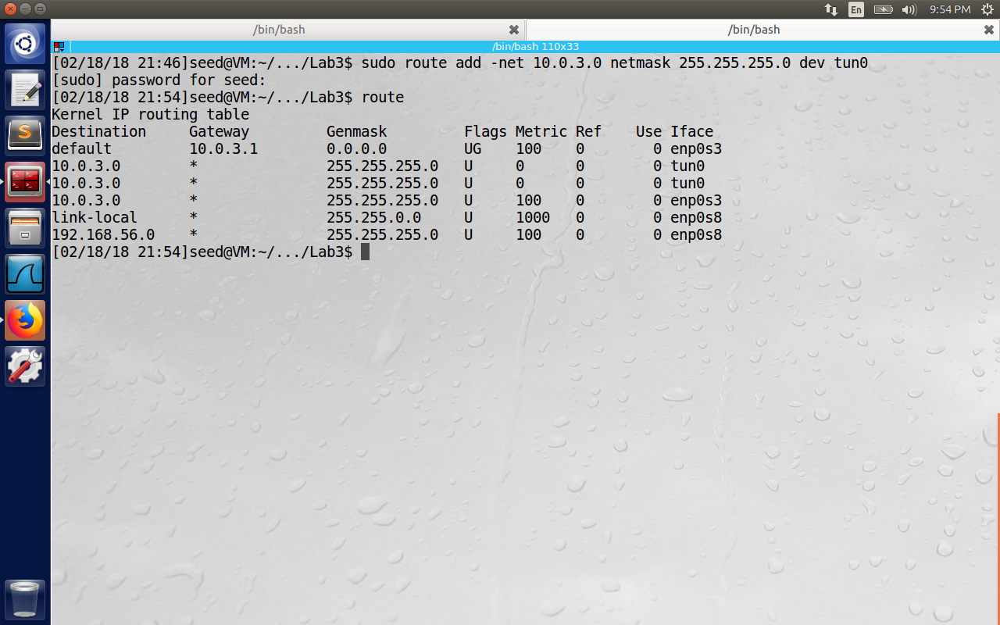 En 9:54 PM
/bin/bash /bin/bash
/bin/bash 110x33
[02/18/18 21:46]seed@VM:~/.../Lab3$ sudo route add -net 10.0.3.0 netmask 255.255.255.0 dev tun0
[sudo] password for seed:
[02/18/18 21:54]seed@VM:~/.../Lab3$ route
Kernel IP routing table
Destination     Gateway         Genmask         Flags Metric Ref    Use Iface
default         10.0.3.1        0.0.0.0         UG    100    0        0 enp0s3
10.0.3.0        *               255.255.255.0   U     0      0        0 tun0
10.0.3.0        *               255.255.255.0   U     0      0        0 tun0
10.0.3.0        *               255.255.255.0   U     100    0        0 enp0s3
link-local      *               255.255.0.0     U     1000   0        0 enp0s8
192.168.56.0    *               255.255.255.0   U     100    0        0 enp0s8
[02/18/18 21:54]seed@VM:~/.../Lab3$